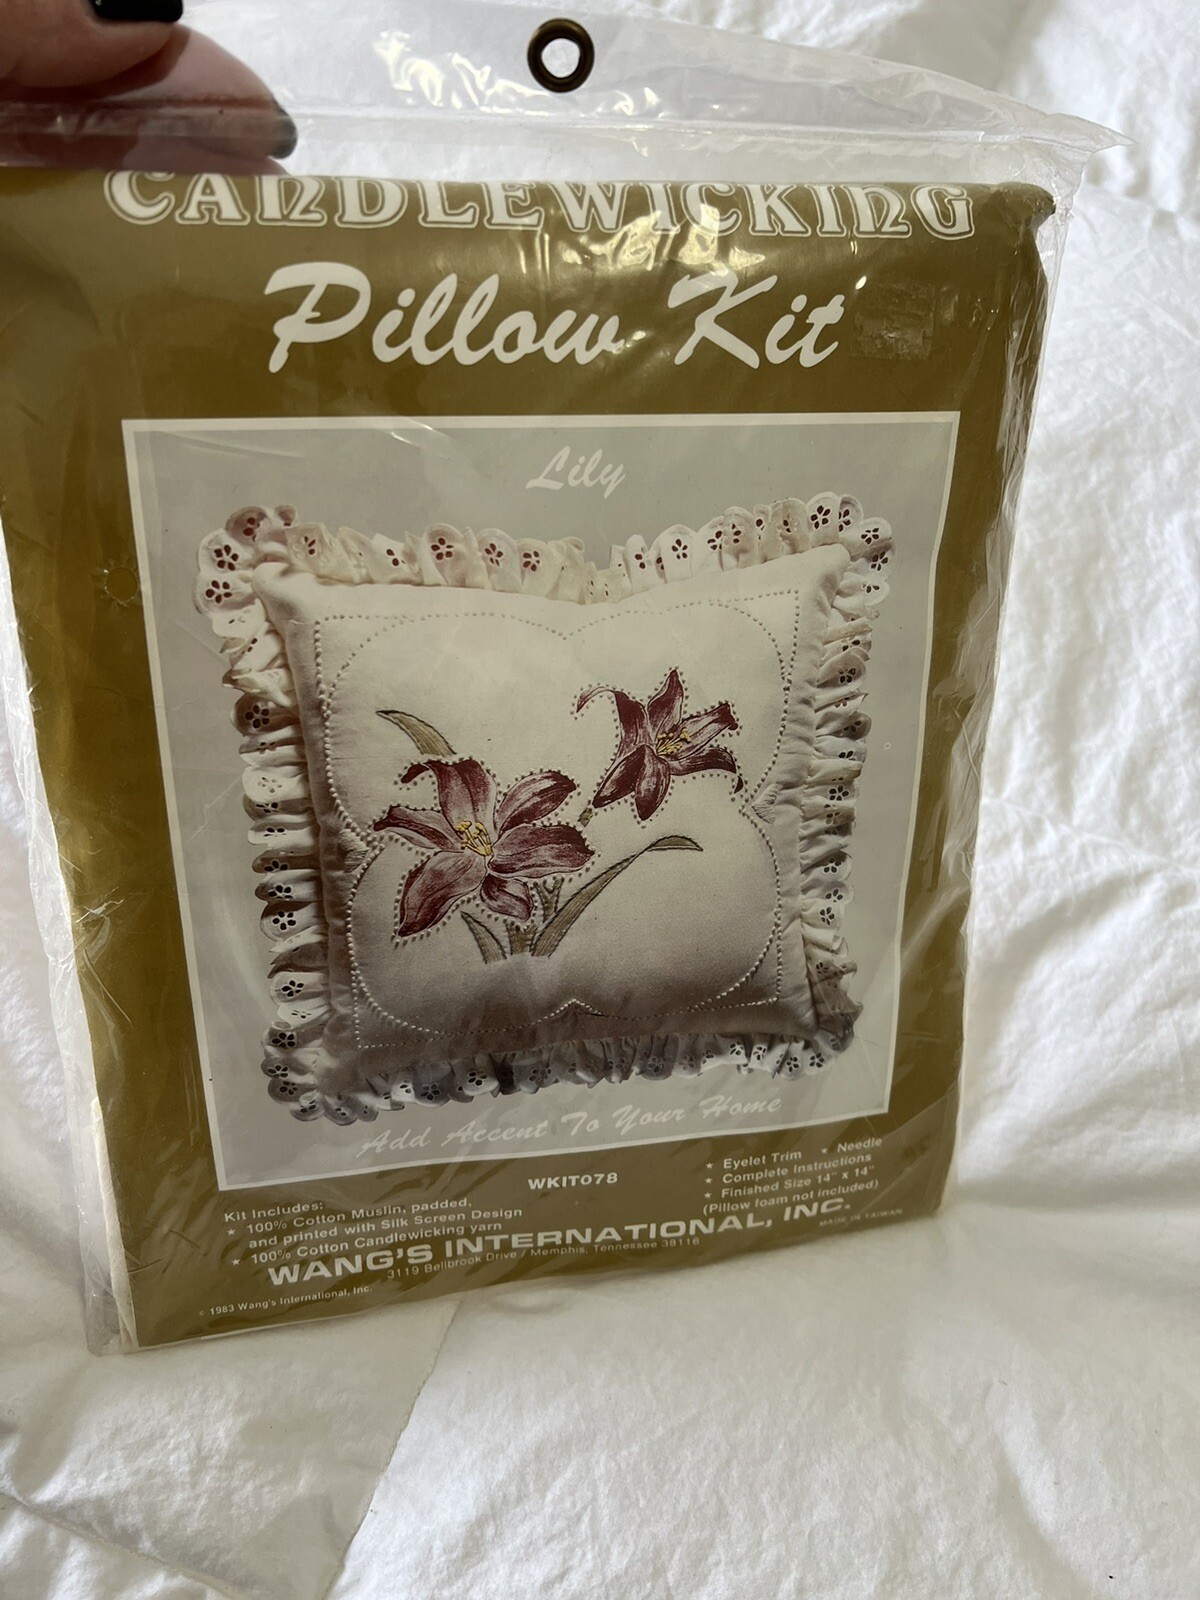 CANDLEWICKING
Pillow Kit
Lily
Add Accent To Your Home
WKIT078
Kit Includes:
★ 100% Cotton Muslin, padded,
and printed with Silk Screen Design
★ 100% Cotton Candlewicking yarn
★ Eyelet Trim ★ Needle
★ Complete Instructions
★ Finished Size 14" x 14"
(Pillow foam not included)
WANG'S INTERNATIONAL, INC.
3119 Bellbrook Drive / Memphis, Tennessee 38116
MADE IN TAIWAN
© 1983 Wang's International, Inc.